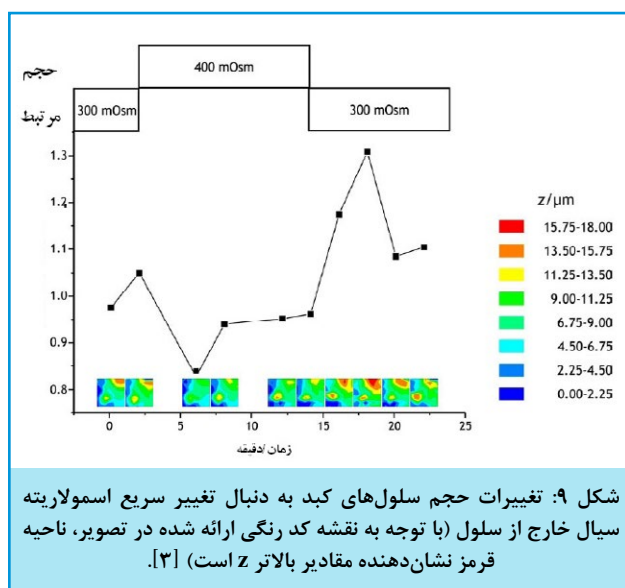 حجم
400 mOsm
مرتبط
300 mOsm
300 mOsm
1.3
1.2
1.1
1.0
0.9
0.8
0
5
10
15
20
25
زمان/دقیقه
z/µm
15.75-18.00
13.50-15.75
11.25-13.50
9.00-11.25
6.75-9.00
4.50-6.75
2.25-4.50
0.00-2.25
شکل ۹: تغییرات حجم سلول‌های کبد به دنبال تغییر سریع اسمولاریته
سیال خارج از سلول (با توجه به نقشه کد رنگی ارائه شده در تصویر، ناحیه
قرمز نشان‌دهنده مقادیر بالاتر z است) [۳].